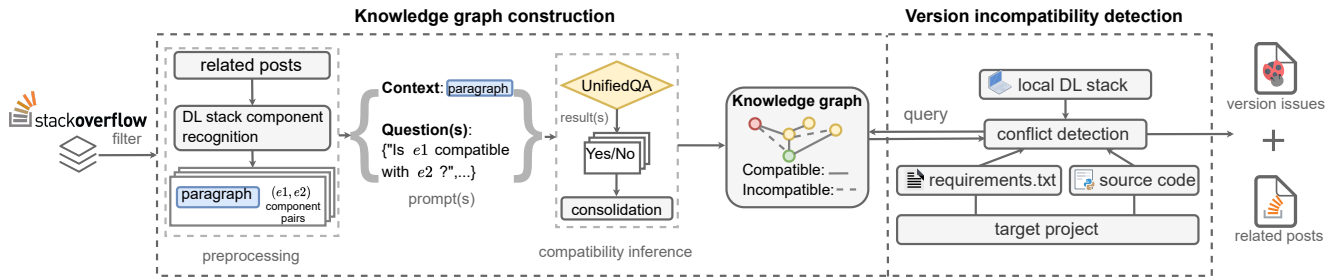 Knowledge graph construction
Version incompatibility detection
stackoverflow
filter
related posts
DL stack component
recognition
paragraph
(e1, e2)
component
pairs
preprocessing
Context: paragraph
Question(s):
{"Is e1 compatible
with e2 ?",...}
prompt(s)
UnifiedQA
result(s)
Yes/No
consolidation
compatibility inference
Knowledge graph
Compatible:
Incompatible:
query
local DL stack
conflict detection
requirements.txt
source code
target project
version issues
+
related posts